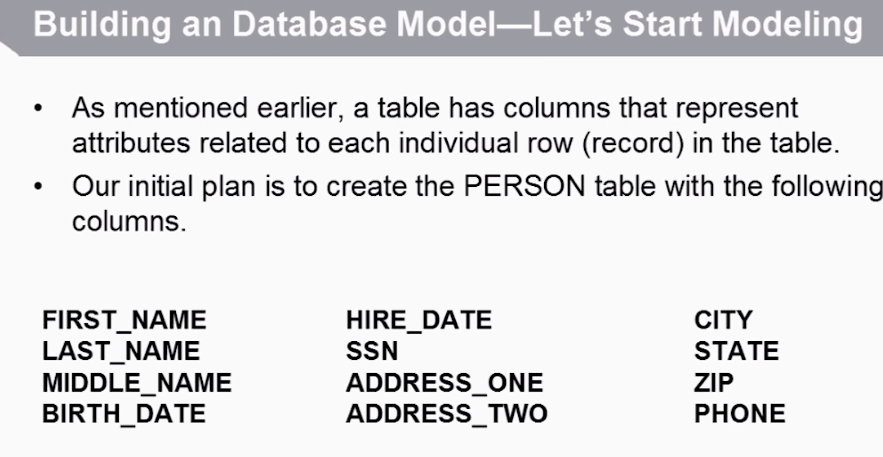 Building an Database Model—Let's Start Modeling
• As mentioned earlier, a table has columns that represent
attributes related to each individual row (record) in the table.
• Our initial plan is to create the PERSON table with the following
columns.
FIRST_NAME HIRE_DATE CITY
LAST_NAME SSN STATE
MIDDLE_NAME ADDRESS_ONE ZIP
BIRTH_DATE ADDRESS_TWO PHONE